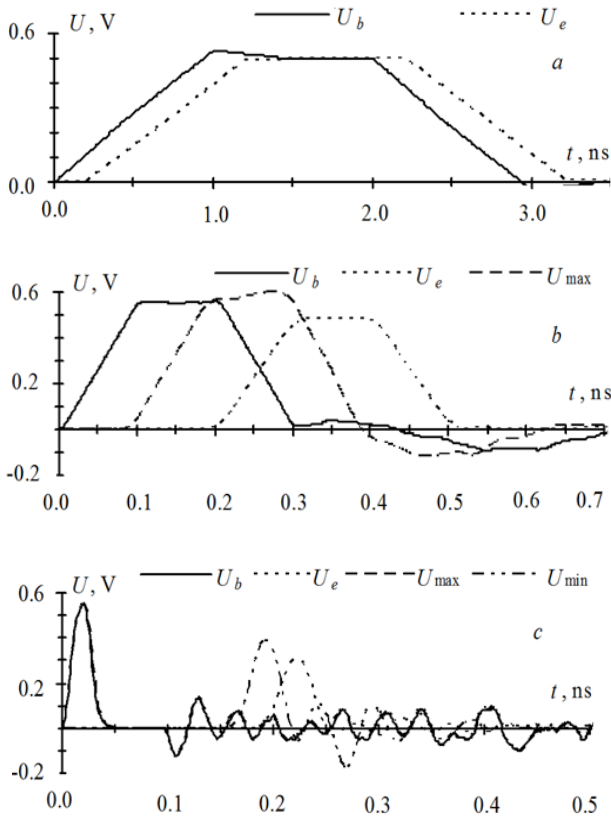 U, V U_b U_e
0.6
a
t, ns
0.0
0.0 1.0 2.0 3.0
U, V U_b U_e U_max
0.6
b
0.2
t, ns
-0.2
0.0 0.1 0.2 0.3 0.4 0.5 0.6 0.7
U, V U_b U_e U_max U_min
0.6
c
0.2
t, ns
-0.2
0.0 0.1 0.2 0.3 0.4 0.5